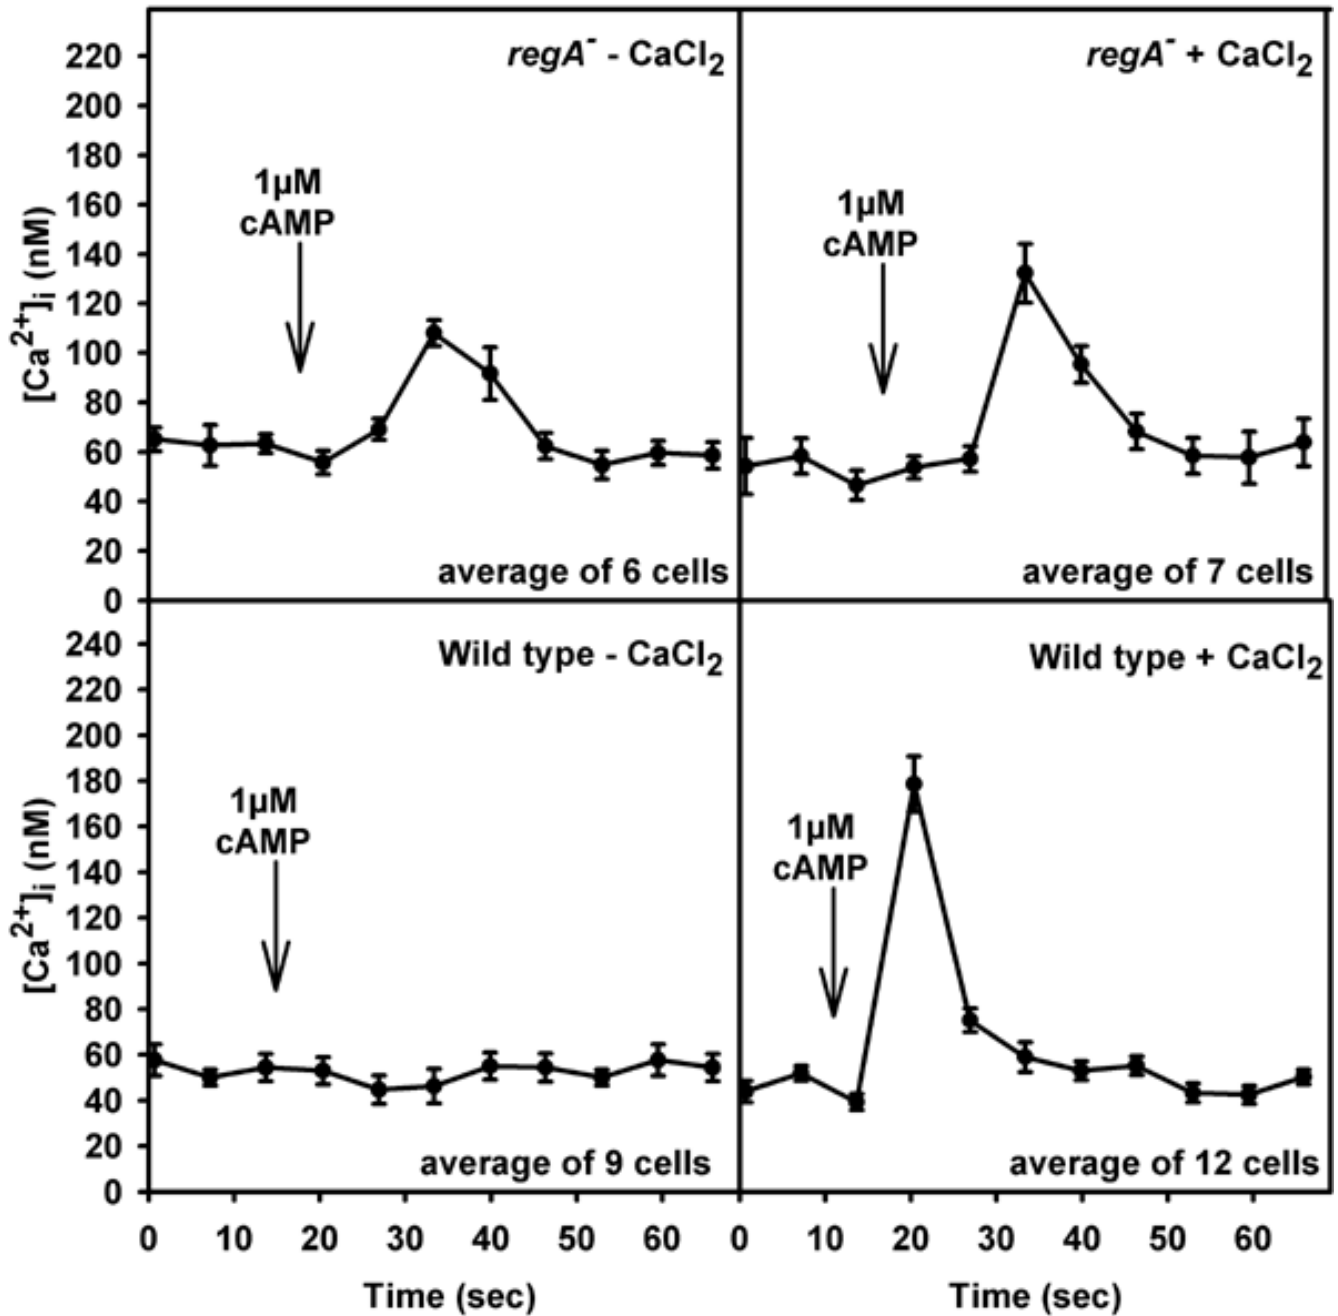 regA⁻ - CaCl₂
regA⁻ + CaCl₂
220
200
180
160
140
120
100
80
60
40
20
0
[Ca²⁺]ᵢ (nM)
1µM
cAMP
1µM
cAMP
average of 6 cells
average of 7 cells
Wild type - CaCl₂
Wild type + CaCl₂
240
220
200
180
160
140
120
100
80
60
40
20
0
[Ca²⁺]ᵢ (nM)
1µM
cAMP
1µM
cAMP
average of 9 cells
average of 12 cells
0 10 20 30 40 50 60
0 10 20 30 40 50 60
Time (sec)
Time (sec)